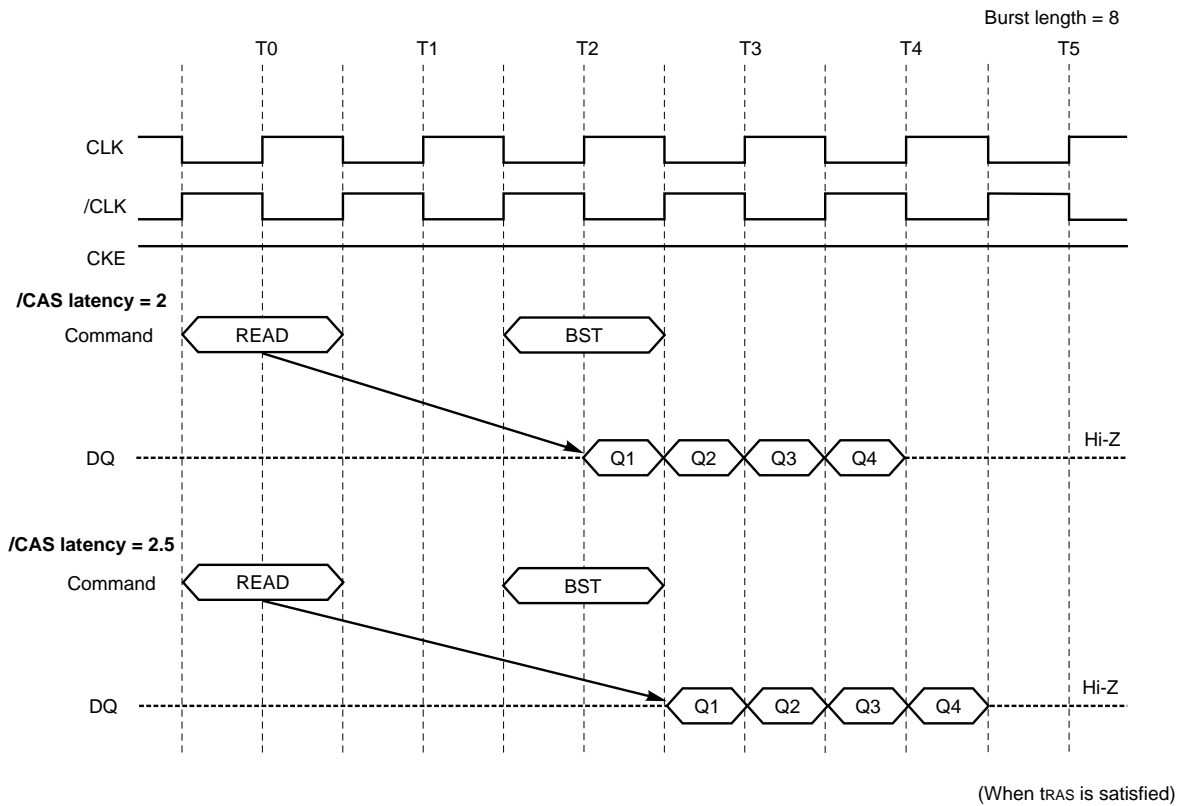 Burst length = 8
T0 T1 T2 T3 T4 T5
CLK
/CLK
CKE
/CAS latency = 2
Command READ BST
DQ Q1 Q2 Q3 Q4 Hi-Z
/CAS latency = 2.5
Command READ BST
DQ Q1 Q2 Q3 Q4 Hi-Z
(When tRAS is satisfied)